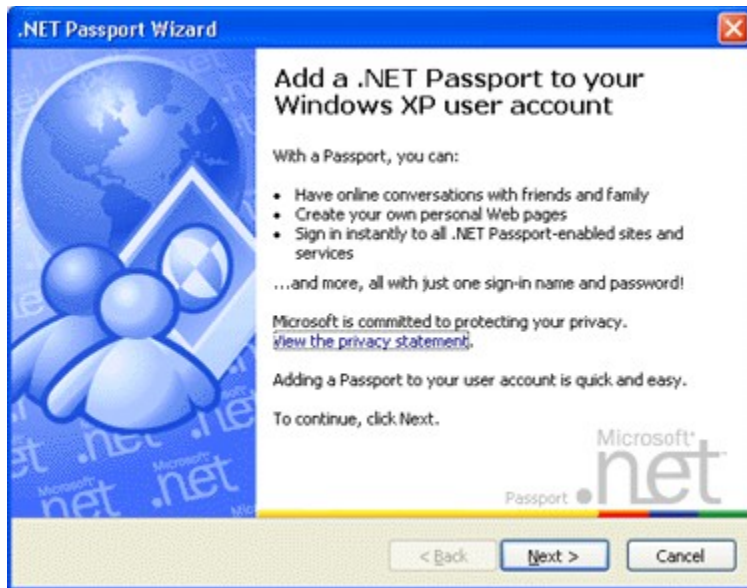 .NET Passport Wizard
Add a .NET Passport to your
Windows XP user account
With a Passport, you can:
• Have online conversations with friends and family
• Create your own personal Web pages
• Sign in instantly to all .NET Passport-enabled sites and
services
...and more, all with just one sign-in name and password!
Microsoft is committed to protecting your privacy.
View the privacy statement.
Adding a Passport to your user account is quick and easy.
To continue, click Next.
Microsoft
Passport .net
Microsoft
.net
Microsoft
.net
< Back
Next >
Cancel